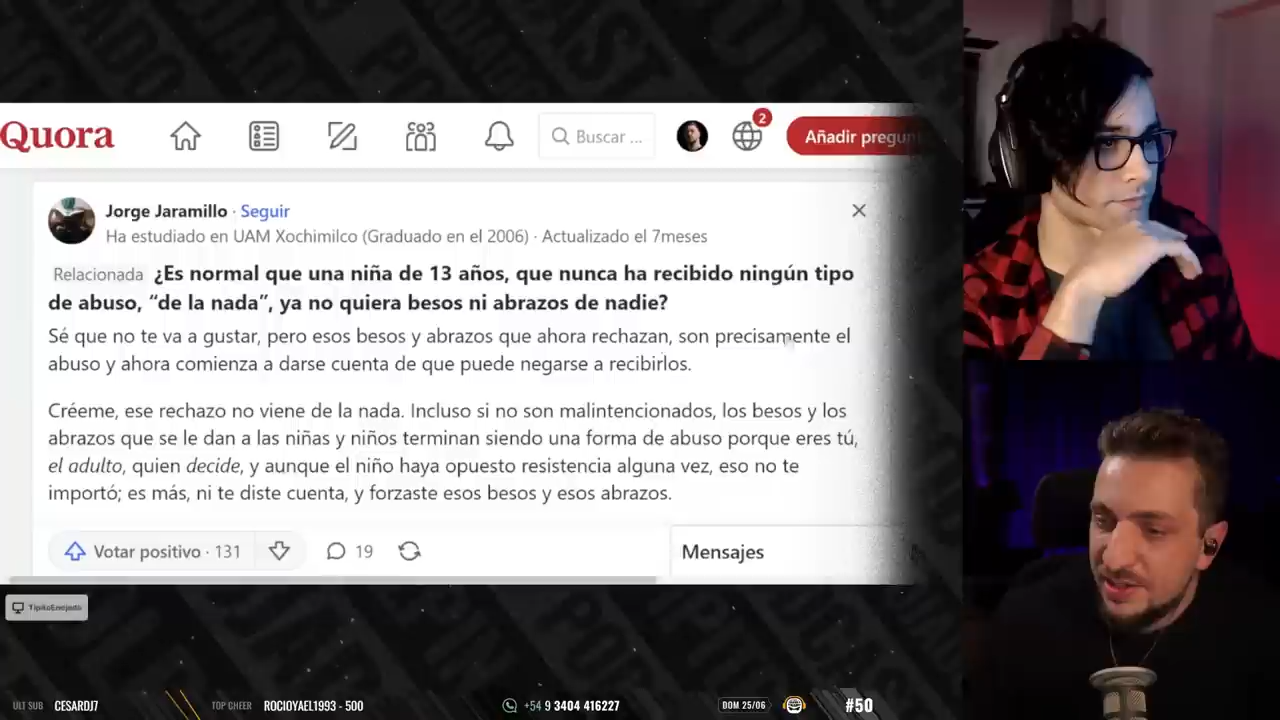 Quora
Buscar ...
2
Añadir pregun
Jorge Jaramillo · Seguir
Ha estudiado en UAM Xochimilco (Graduado en el 2006) · Actualizado el 7meses
Relacionada ¿Es normal que una niña de 13 años, que nunca ha recibido ningún tipo
de abuso, “de la nada”, ya no quiera besos ni abrazos de nadie?
Sé que no te va a gustar, pero esos besos y abrazos que ahora rechazan, son precisamente el
abuso y ahora comienza a darse cuenta de que puede negarse a recibirlos.
Créeme, ese rechazo no viene de la nada. Incluso si no son malintencionados, los besos y los
abrazos que se le dan a las niñas y niños terminan siendo una forma de abuso porque eres tú,
el adulto, quien decide, y aunque el niño haya opuesto resistencia alguna vez, eso no te
importó; es más, ni te diste cuenta, y forzaste esos besos y esos abrazos.
Votar positivo · 131
19
Mensajes
TipitoEnojado
ULT SUB CESARDJ7
TOP CHEER ROCIOYAEL1993 - 500
+54 9 3404 416227
DOM 25/06
#50